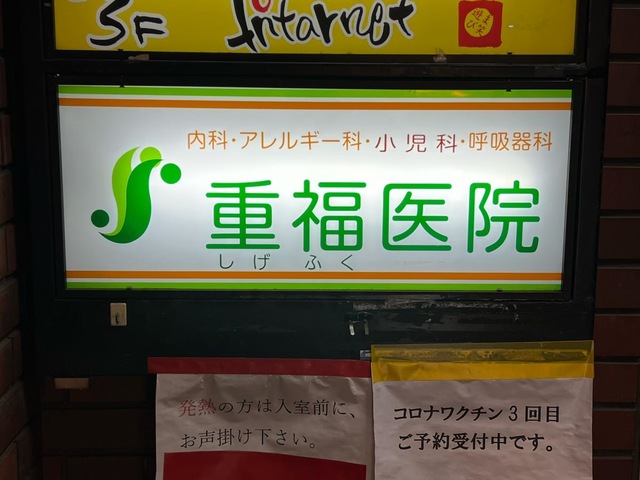 3F Internet
内科・アレルギー科・小児科・呼吸器科
重福医院
しげふく
発熱の方は入室前に、
お声掛け下さい。
コロナワクチン3回目
ご予約受付中です。